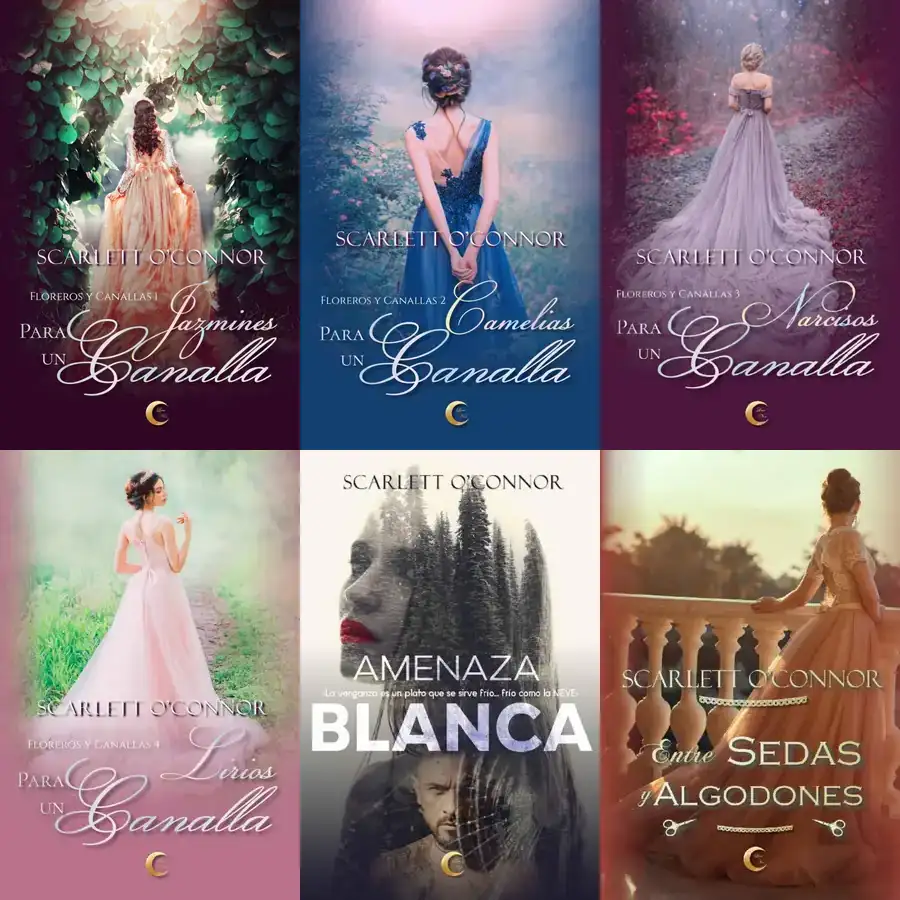 SCARLETT O'CONNOR
FLOREROS Y CANALLAS 1
Jazmines
PARA
UN
Canalla
SCARLETT O'CONNOR
FLOREROS Y CANALLAS 2
Camelias
PARA
UN
Canalla
SCARLETT O'CONNOR
FLOREROS Y CANALLAS 3
Narcisos
PARA
UN
Canalla
SCARLETT O'CONNOR
FLOREROS Y CANALLAS 4
Lirios
PARA
UN
Canalla
SCARLETT O'CONNOR
AMENAZA
La venganza es un plato que se sirve frío... Frío como la NIEVE
BLANCA
SCARLETT O'CONNOR
Entre SEDAS
y ALGODONES